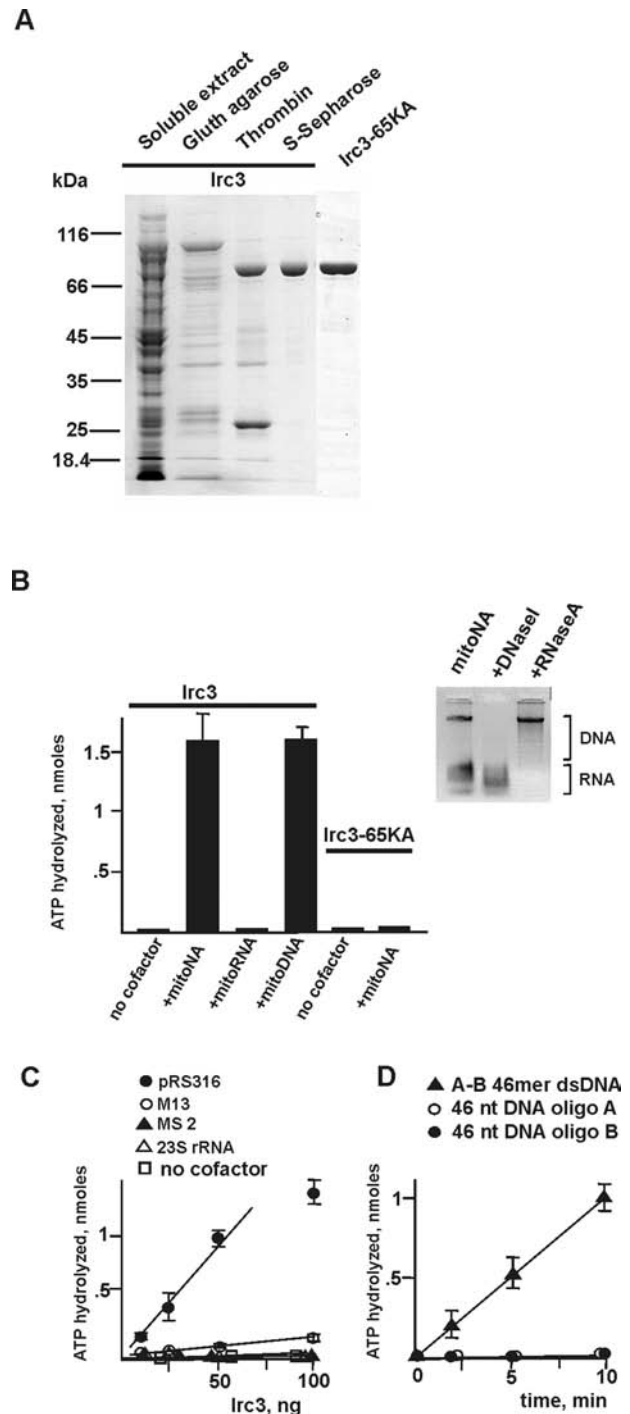 A
Soluble extract
Gluth agarose
Thrombin
S-Sepharose
Irc3-65KA
Irc3
kDa
116
66
45
35
25
18.4
B
mitoNA
+DNaseI
+RNaseA
DNA
RNA
Irc3
Irc3-65KA
ATP hydrolyzed, nmoles
1.5
1
.5
no cofactor
+mitoNA
+mitoRNA
+mitoDNA
no cofactor
+mitoNA
C
pRS316
M13
MS 2
23S rRNA
no cofactor
ATP hydrolyzed, nmoles
1
.5
50
100
Irc3, ng
D
A-B 46mer dsDNA
46 nt DNA oligo A
46 nt DNA oligo B
ATP hydrolyzed, nmoles
1
.5
0
5
10
time, min